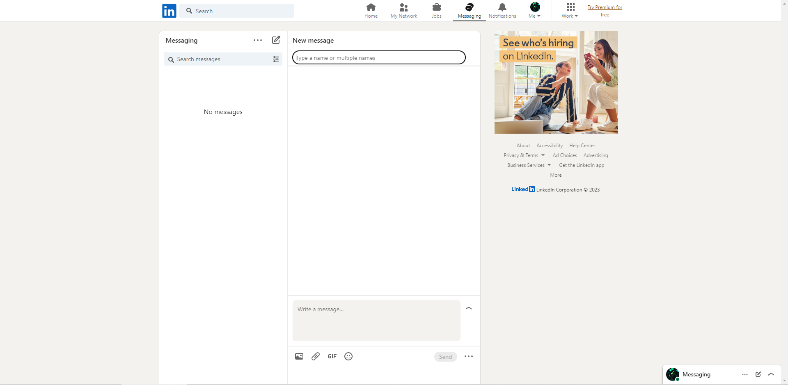 in
Search
Home
My Network
Jobs
Messaging
Notifications
Me
Work
Try Premium for
free
Messaging
New message
Search messages
Type a name or multiple names
No messages
Write a message...
GIF
Send
See who's hiring
on LinkedIn.
About Accessibility Help Center
Privacy & Terms Ad Choices Advertising
Business Services Get the LinkedIn app
More
LinkedIn LinkedIn Corporation © 2023
Messaging